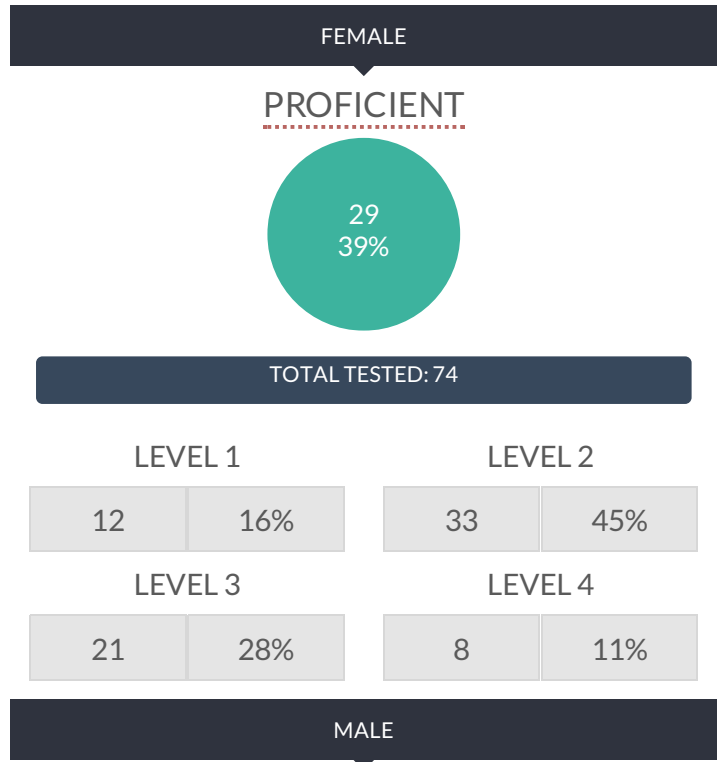 FEMALE
PROFICIENT
29
39%
TOTAL TESTED: 74
LEVEL 1
12 16%
LEVEL 2
33 45%
LEVEL 3
21 28%
LEVEL 4
8 11%
MALE